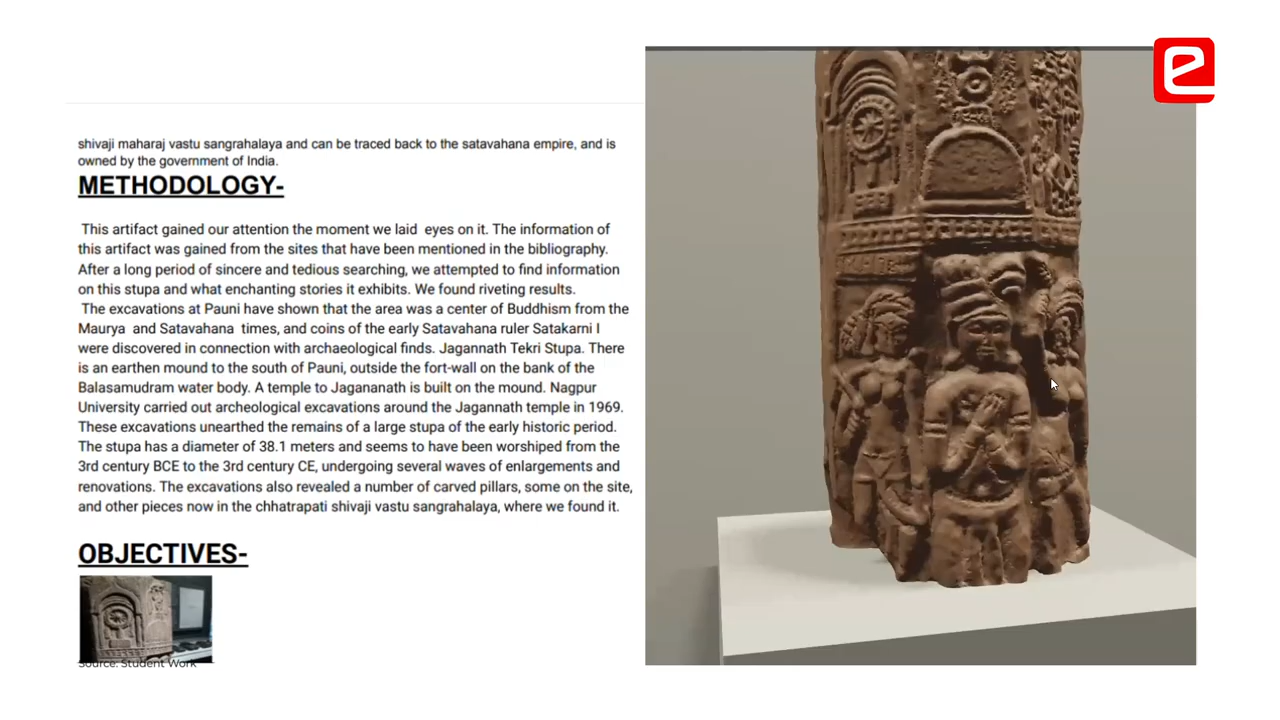 shivaji maharaj vastu sangrahalaya and can be traced back to the satavahana empire, and is
owned by the government of India.
METHODOLOGY-
This artifact gained our attention the moment we laid eyes on it. The information of
this artifact was gained from the sites that have been mentioned in the bibliography.
After a long period of sincere and tedious searching, we attempted to find information
on this stupa and what enchanting stories it exhibits. We found riveting results.
The excavations at Pauni have shown that the area was a center of Buddhism from the
Maurya and Satavahana times, and coins of the early Satavahana ruler Satakarni I
were discovered in connection with archaeological finds. Jagannath Tekri Stupa. There
is an earthen mound to the south of Pauni, outside the fort-wall on the bank of the
Balasamudram water body. A temple to Jagananath is built on the mound. Nagpur
University carried out archeological excavations around the Jagannath temple in 1969.
These excavations unearthed the remains of a large stupa of the early historic period.
The stupa has a diameter of 38.1 meters and seems to have been worshiped from the
3rd century BCE to the 3rd century CE, undergoing several waves of enlargements and
renovations. The excavations also revealed a number of carved pillars, some on the site,
and other pieces now in the chhatrapati shivaji vastu sangrahalaya, where we found it.
OBJECTIVES-
Source: Student Work
e